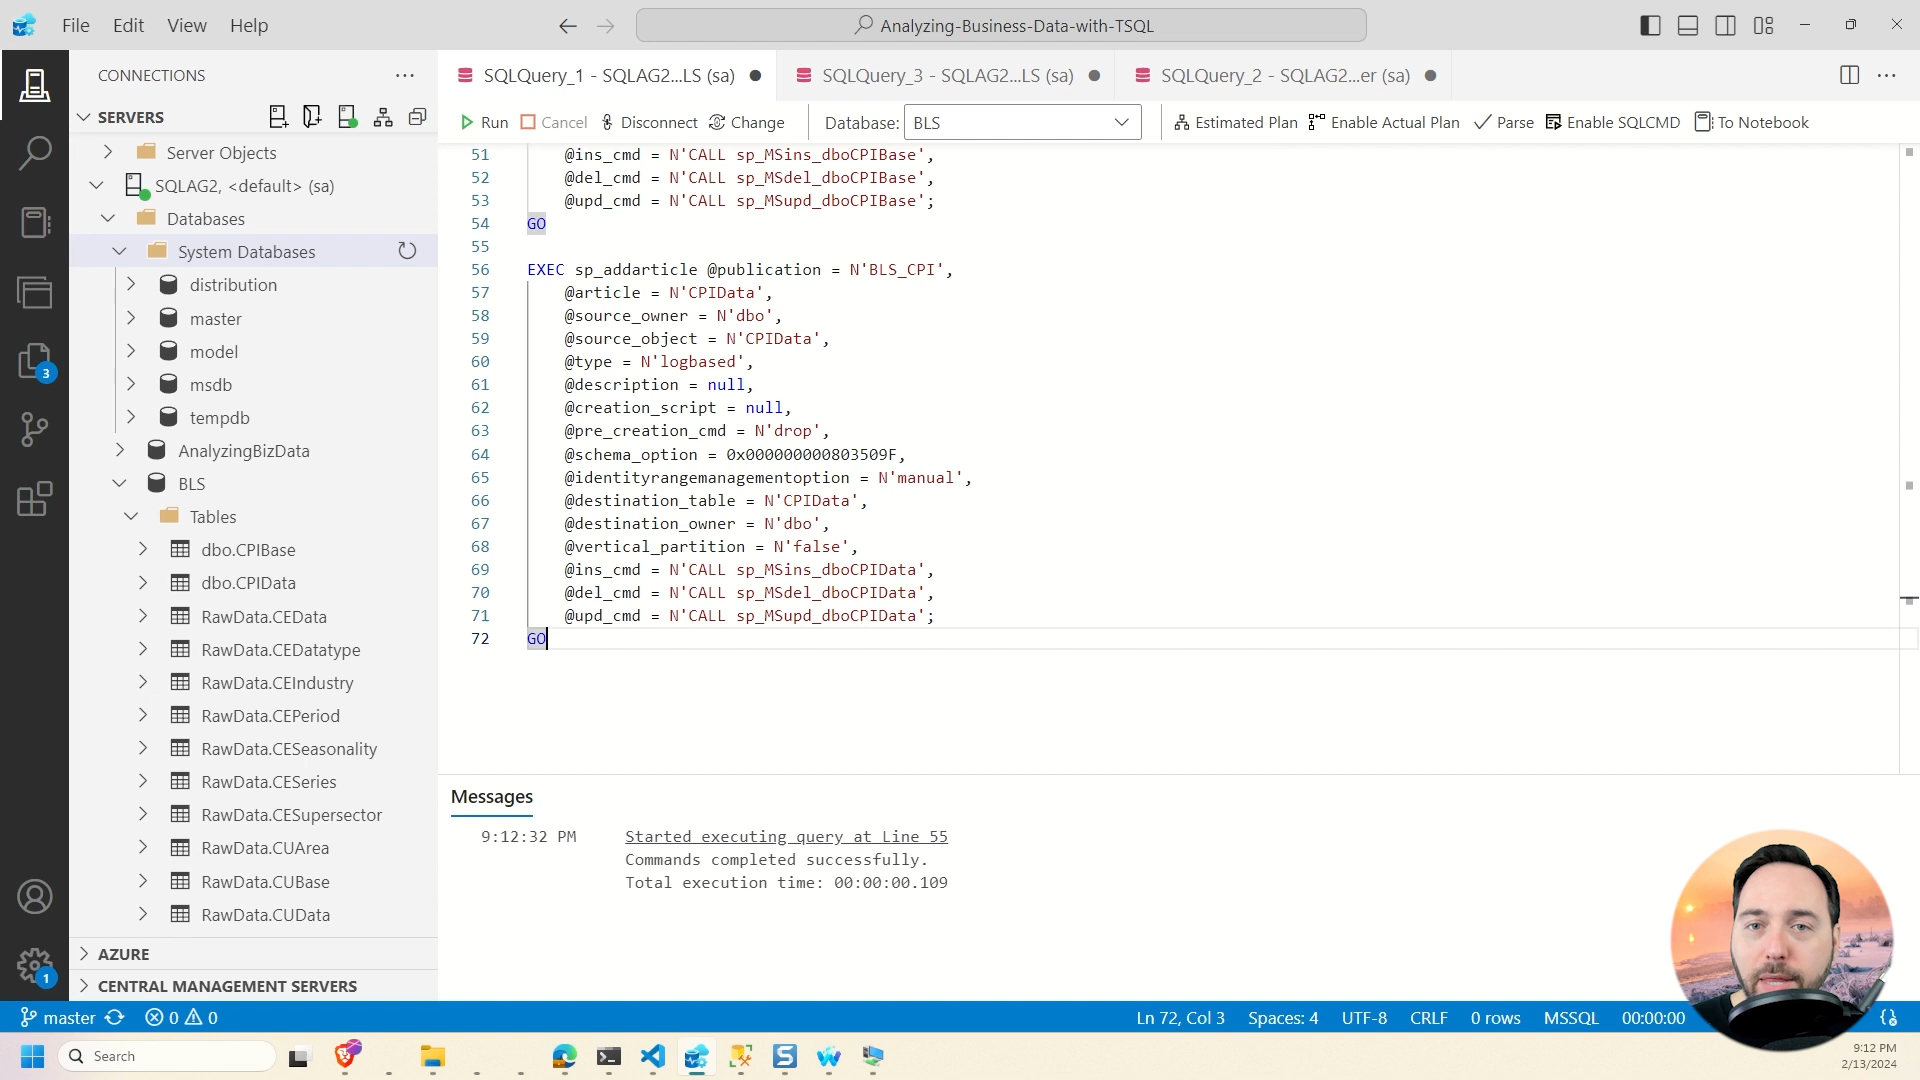 File Edit View Help
Analyzing-Business-Data-with-TSQL
CONNECTIONS
SERVERS
Server Objects
SQLAG2, <default> (sa)
Databases
System Databases
distribution
master
model
msdb
tempdb
AnalyzingBizData
BLS
Tables
dbo.CPIBase
dbo.CPIData
RawData.CEData
RawData.CEDatatype
RawData.CEIndustry
RawData.CEPeriod
RawData.CESeasonality
RawData.CESeries
RawData.CESupersector
RawData.CUArea
RawData.CUBase
RawData.CUData
AZURE
CENTRAL MANAGEMENT SERVERS
3
1
SQLQuery_1 - SQLAG2...LS (sa) SQLQuery_3 - SQLAG2...LS (sa) SQLQuery_2 - SQLAG2...er (sa)
Run Cancel Disconnect Change Database: BLS Estimated Plan Enable Actual Plan Parse Enable SQLCMD To Notebook
51 @ins_cmd = N'CALL sp_MSins_dboCPIBase',
52 @del_cmd = N'CALL sp_MSdel_dboCPIBase',
53 @upd_cmd = N'CALL sp_MSupd_dboCPIBase';
54 GO
55
56 EXEC sp_addarticle @publication = N'BLS_CPI',
57 @article = N'CPIData',
58 @source_owner = N'dbo',
59 @source_object = N'CPIData',
60 @type = N'logbased',
61 @description = null,
62 @creation_script = null,
63 @pre_creation_cmd = N'drop',
64 @schema_option = 0x000000000803509F,
65 @identityrangemanagementoption = N'manual',
66 @destination_table = N'CPIData',
67 @destination_owner = N'dbo',
68 @vertical_partition = N'false',
69 @ins_cmd = N'CALL sp_MSins_dboCPIData',
70 @del_cmd = N'CALL sp_MSdel_dboCPIData',
71 @upd_cmd = N'CALL sp_MSupd_dboCPIData';
72 GO
Messages
9:12:32 PM Started executing query at Line 55
Commands completed successfully.
Total execution time: 00:00:00.109
master 0 0 Ln 72, Col 3 Spaces: 4 UTF-8 CRLF 0 rows MSSQL 00:00:00
Search
9:12 PM
2/13/2024